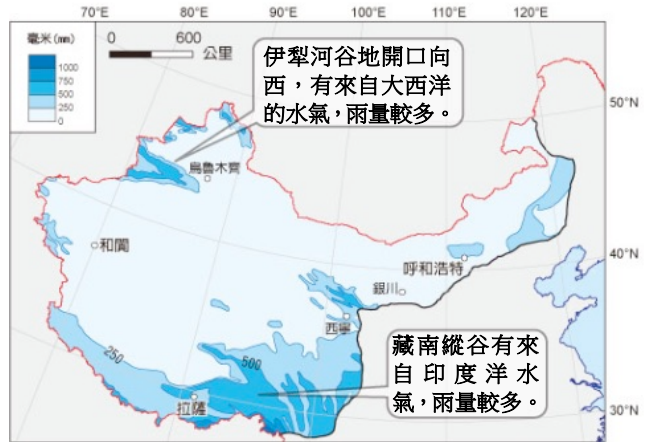 70°E 80°E 90°E 100°E 110°E 120°E
毫米(mm)
1000
750
500
250
0
0 600
公里
伊犁河谷地開口向
西，有來自大西洋
的水氣，雨量較多。
50°N
烏魯木齊
和闐
40°N
呼和浩特
銀川
西寧
250
500
藏南縱谷有來
自印度洋水
氣，雨量較多。
拉薩
30°N